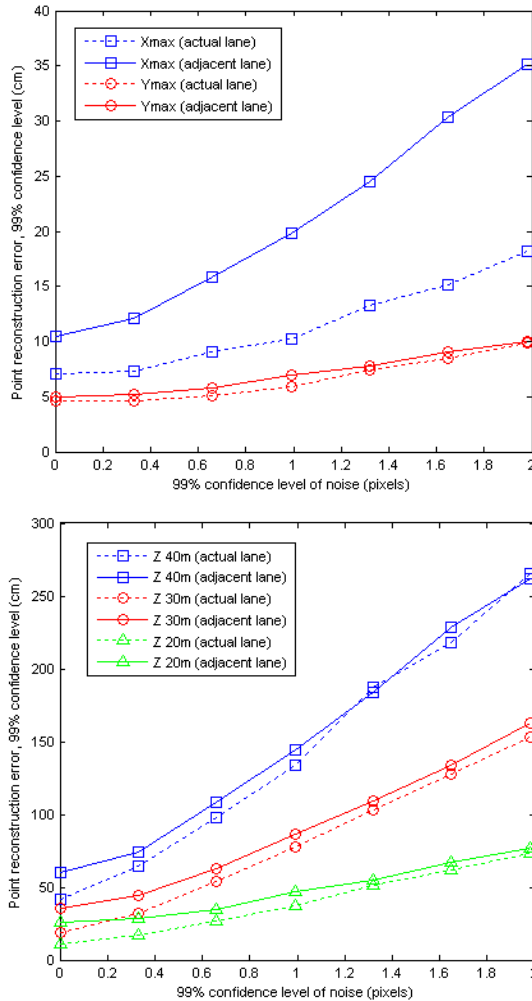 Point reconstruction error, 99% confidence level (cm)
40
35
30
25
20
15
10
5
0
Xmax (actual lane)
Xmax (adjacent lane)
Ymax (actual lane)
Ymax (adjacent lane)
0 0.2 0.4 0.6 0.8 1 1.2 1.4 1.6 1.8 2
99% confidence level of noise (pixels)
Point reconstruction error, 99% confidence level (cm)
300
250
200
150
100
50
0
Z 40m (actual lane)
Z 40m (adjacent lane)
Z 30m (actual lane)
Z 30m (adjacent lane)
Z 20m (actual lane)
Z 20m (adjacent lane)
0 0.2 0.4 0.6 0.8 1 1.2 1.4 1.6 1.8
99% confidence level of noise (pixels)